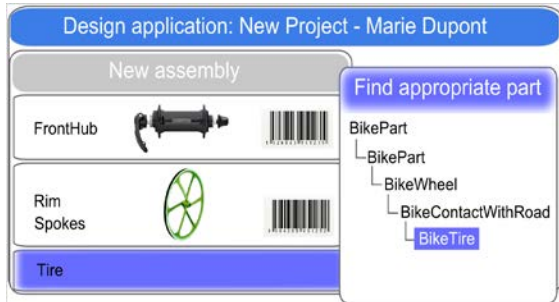 Design application: New Project - Marie Dupont
New assembly
FrontHub
Rim
Spokes
Tire
Find appropriate part
BikePart
BikePart
BikeWheel
BikeContactWithRoad
BikeTire